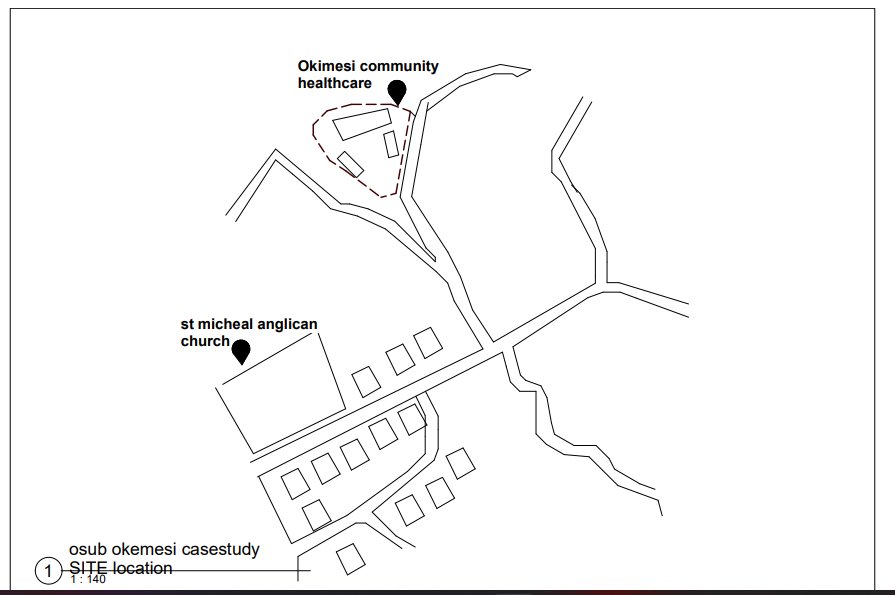 Okimesi community
healthcare
st micheal anglican
church
osub okemesi casestudy
1
SITE location
1 : 140